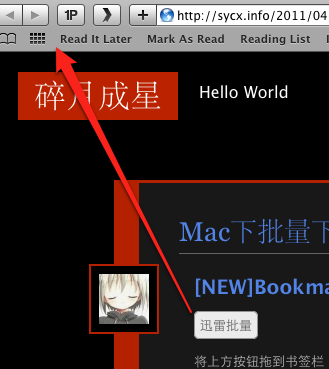 1P
http://sycx.info/2011/04
Read It Later Mark As Read Reading List
碎月成星
Hello World
Mac下批量下
[NEW]Bookma
迅雷批量
将上方按钮拖到书签栏